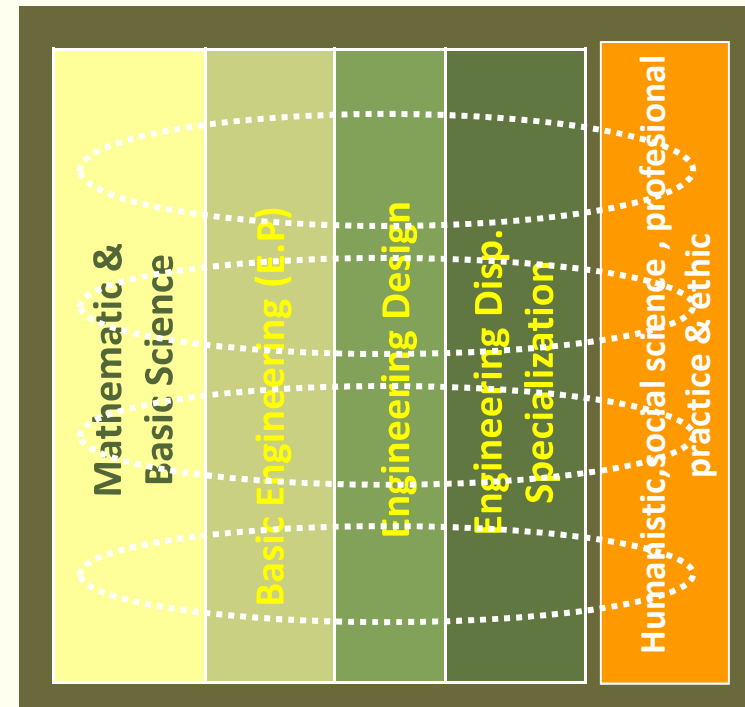 Mathematic &
Basic Science
Basic Engineering (E.P)
Engineering Design
Engineering Disp.
Specialization
Humanistic,social science , profesional
practice & ethic